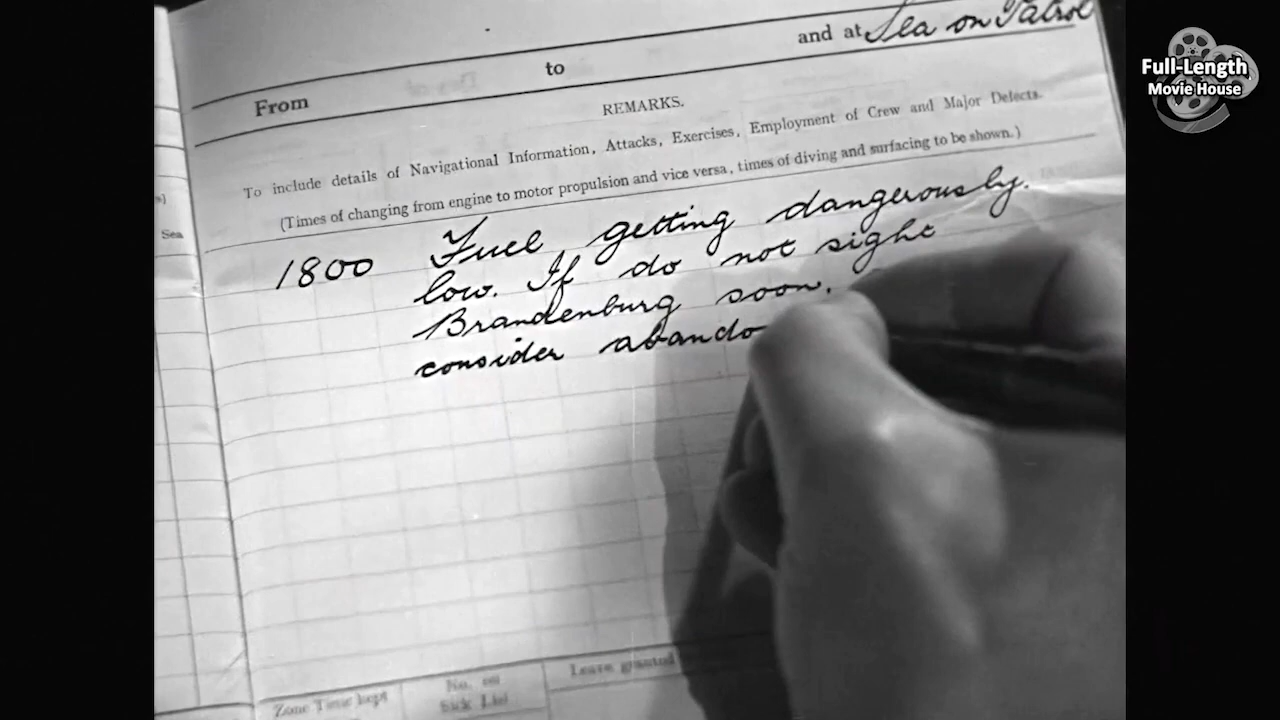 and at Sea on Patrol
From to
REMARKS.
To include details of Navigational Information, Attacks, Exercises, Employment of Crew and Major Defects.
(Times of changing from engine to motor propulsion and vice versa, times of diving and surfacing to be shown.)
Sea
1800 Fuel getting dangerously
low. If do not sight
Brandenburg soon,
consider abando
Leave granted
Zone Time kept
No. on
Sick List
Full-Length
Movie House